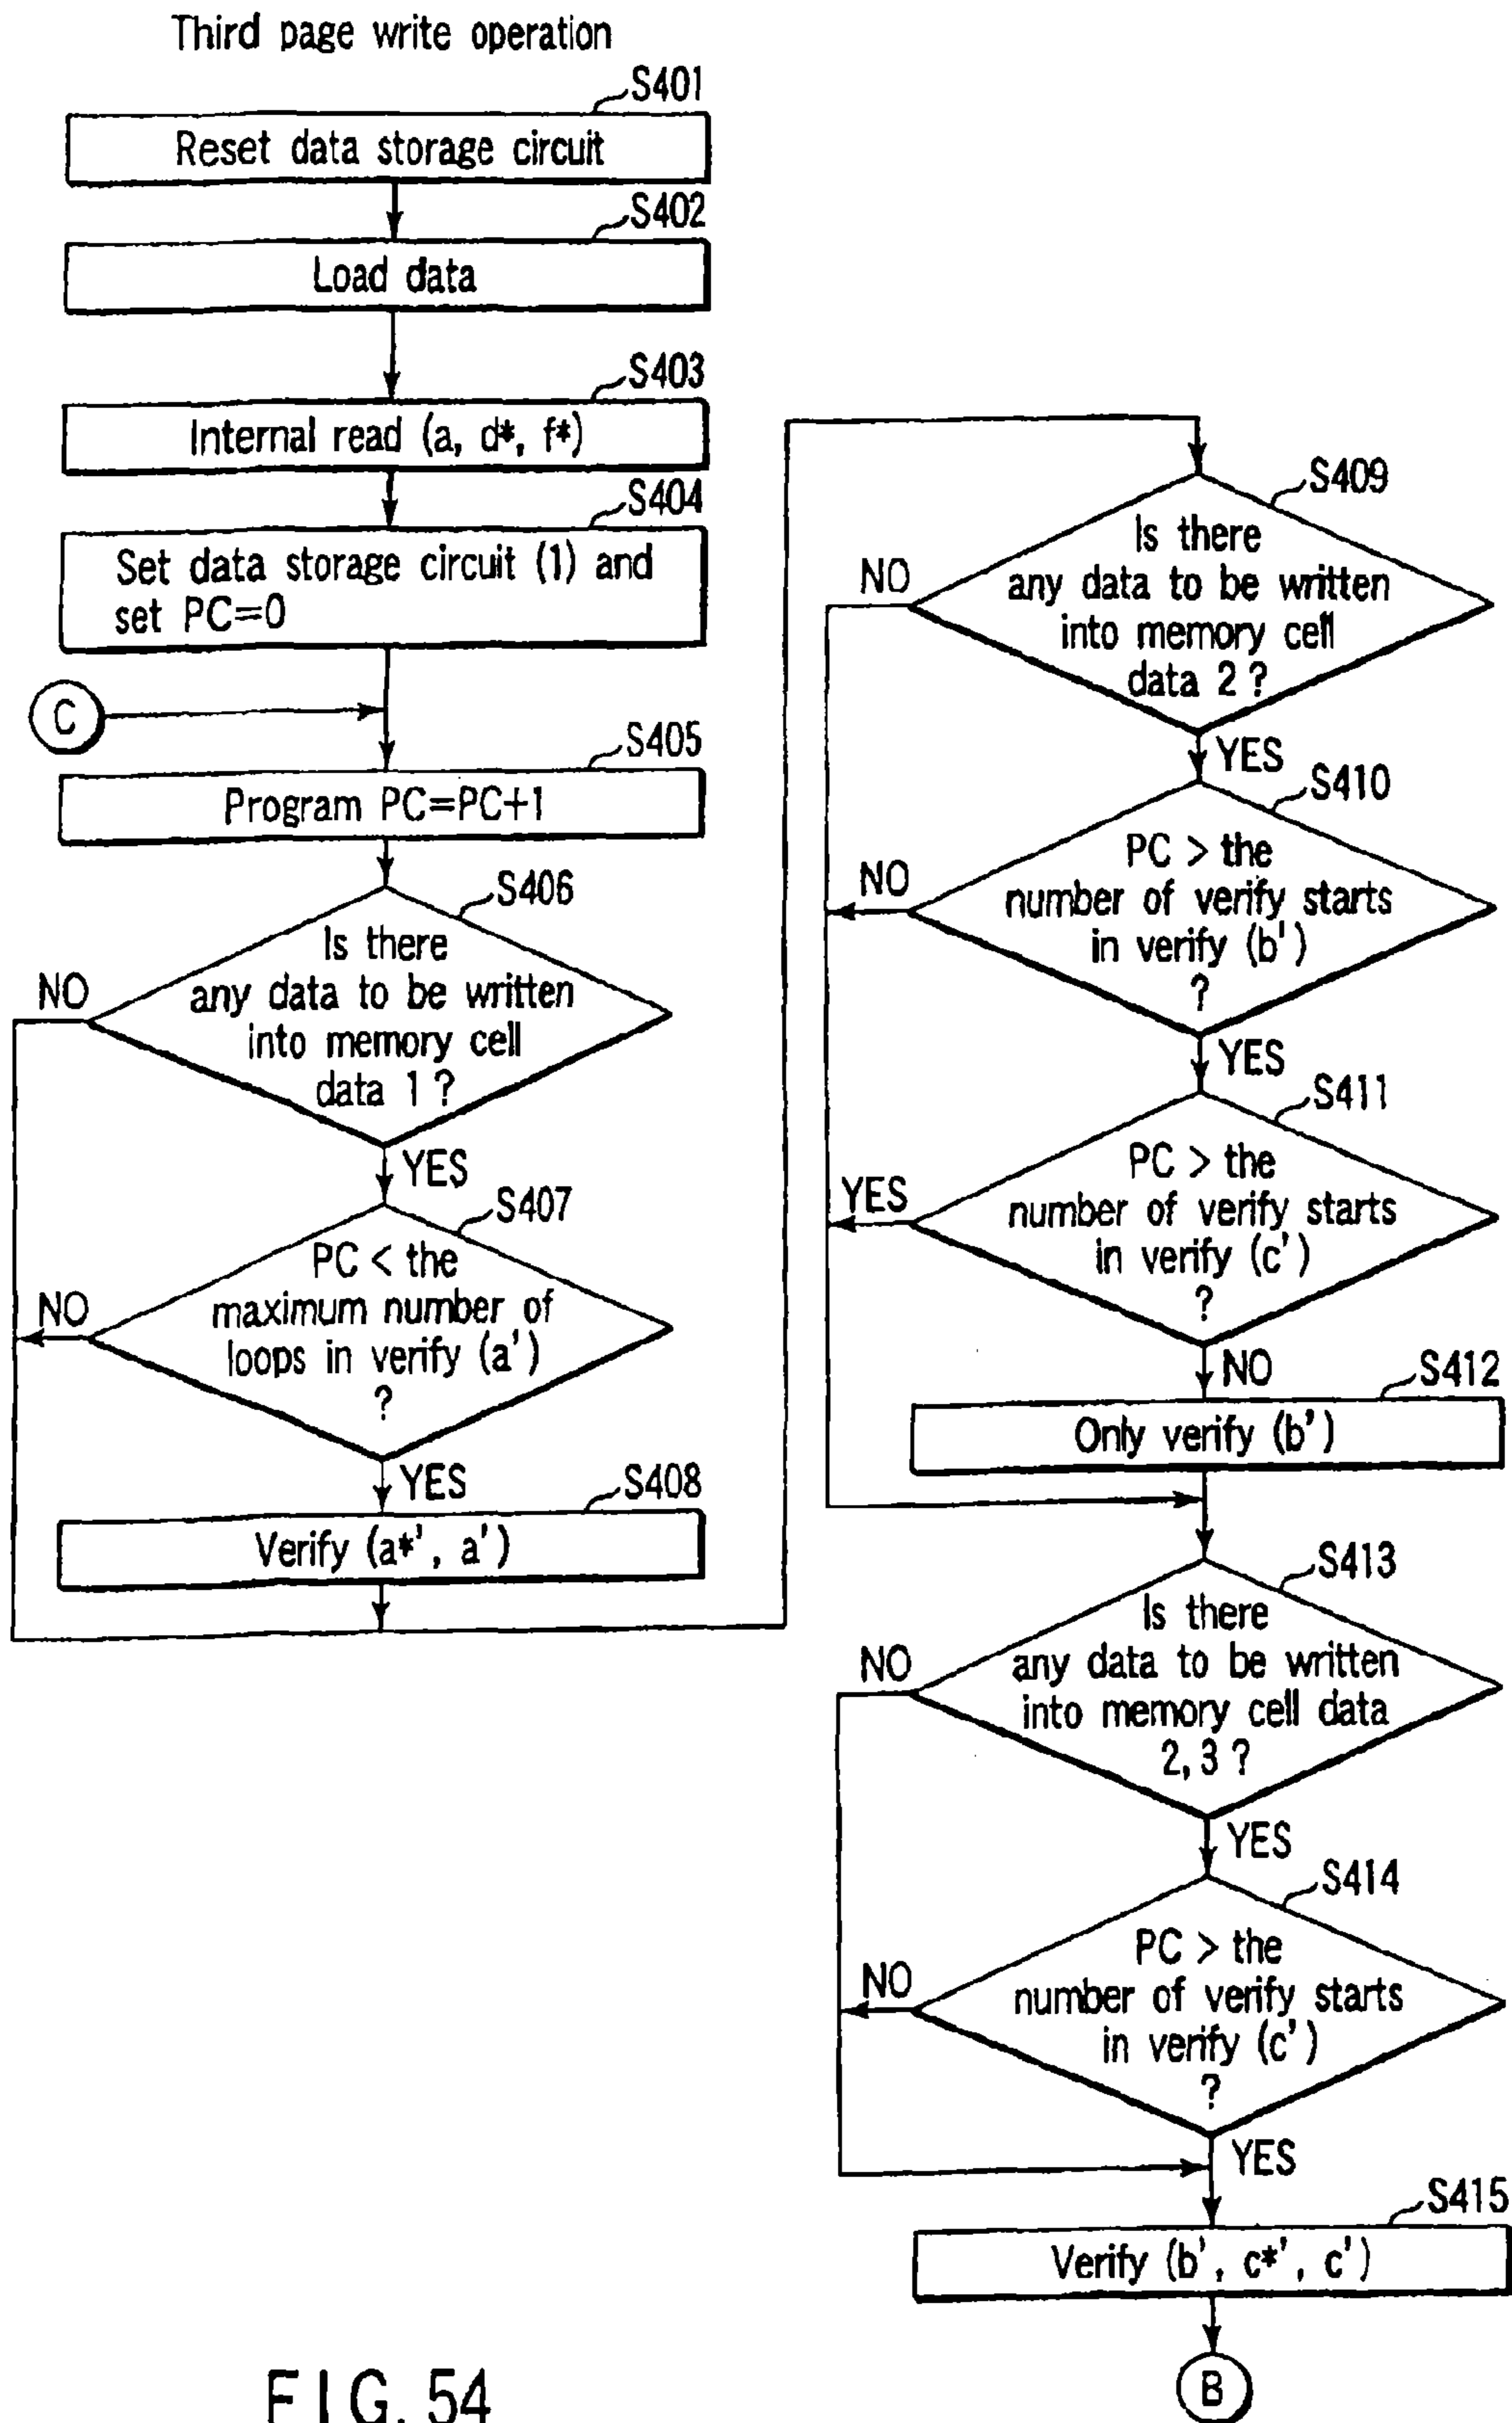 Third page write operation
S401
Reset data storage circuit
S402
Load data
S403
Internal read (a, d*, f*)
S404
Set data storage circuit (1) and
set PC=0
C
S405
Program PC=PC+1
S406
Is there
any data to be written
into memory cell
data 1 ?
NO
YES
S407
PC < the
maximum number of
loops in verify (a')
?
NO
YES
S408
Verify (a*', a')
S409
Is there
any data to be written
into memory cell
data 2 ?
NO
YES
S410
PC > the
number of verify starts
in verify (b')
?
NO
YES
S411
PC > the
number of verify starts
in verify (c')
?
YES
NO
S412
Only verify (b')
S413
Is there
any data to be written
into memory cell data
2, 3 ?
NO
YES
S414
PC > the
number of verify starts
in verify (c')
?
NO
YES
S415
Verify (b', c*', c')
B
FIG. 54